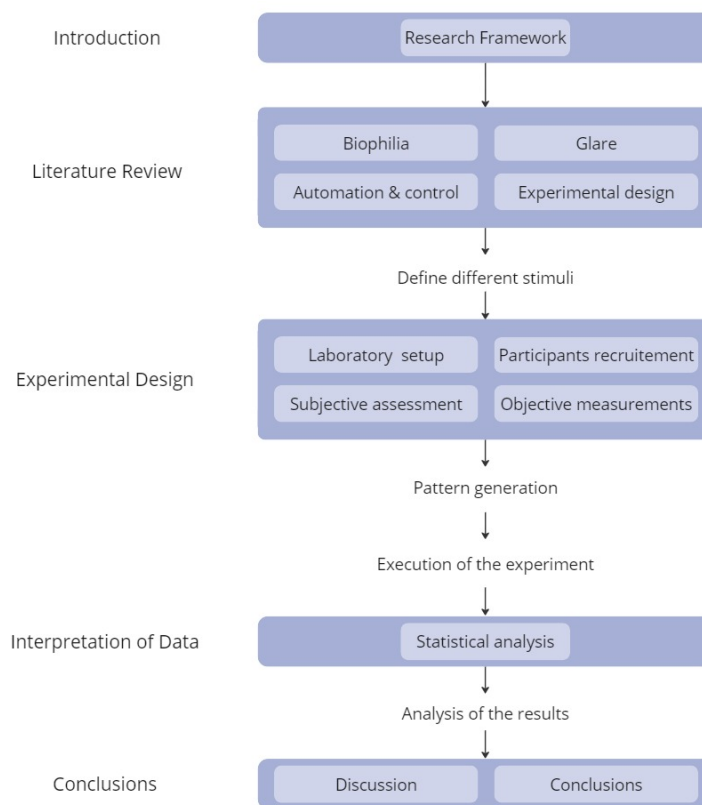 Introduction
Research Framework
Literature Review
Biophilia
Glare
Automation & control
Experimental design
Define different stimuli
Experimental Design
Laboratory setup
Participants recruitement
Subjective assessment
Objective measurements
Pattern generation
Execution of the experiment
Interpretation of Data
Statistical analysis
Analysis of the results
Conclusions
Discussion
Conclusions